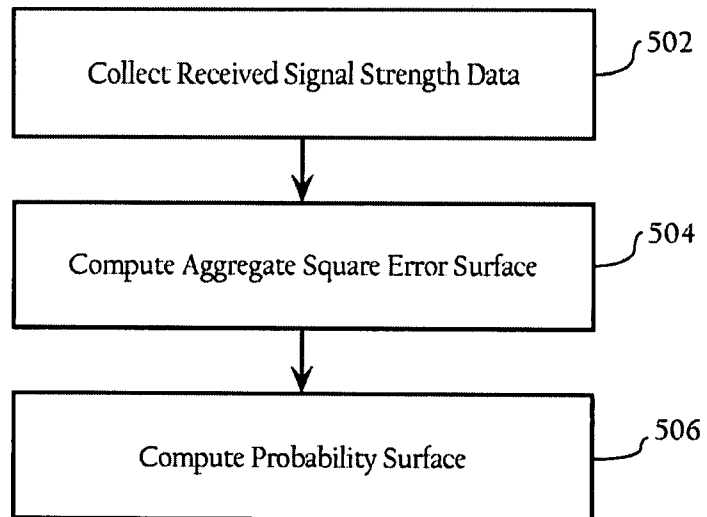 Collect Received Signal Strength Data
502
Compute Aggregate Square Error Surface
504
Compute Probability Surface
506